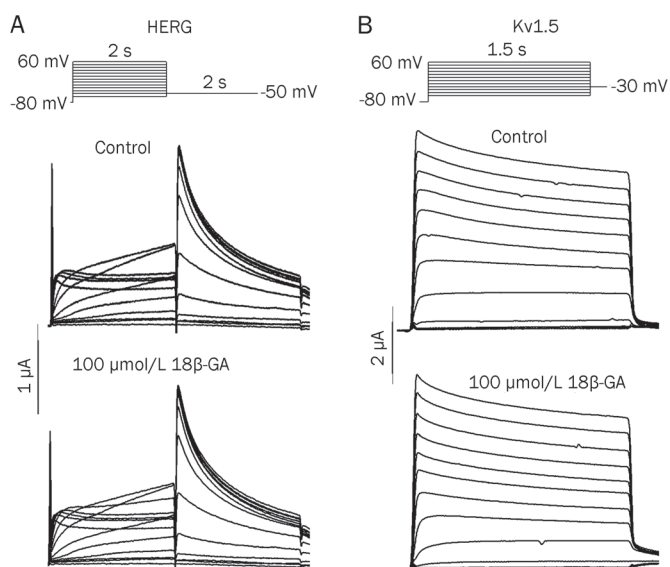 A
HERG
60 mV
2 s
2 s
-50 mV
-80 mV
Control
1 µA
100 µmol/L 18β-GA
B
Kv1.5
60 mV
1.5 s
-30 mV
-80 mV
Control
2 µA
100 µmol/L 18β-GA